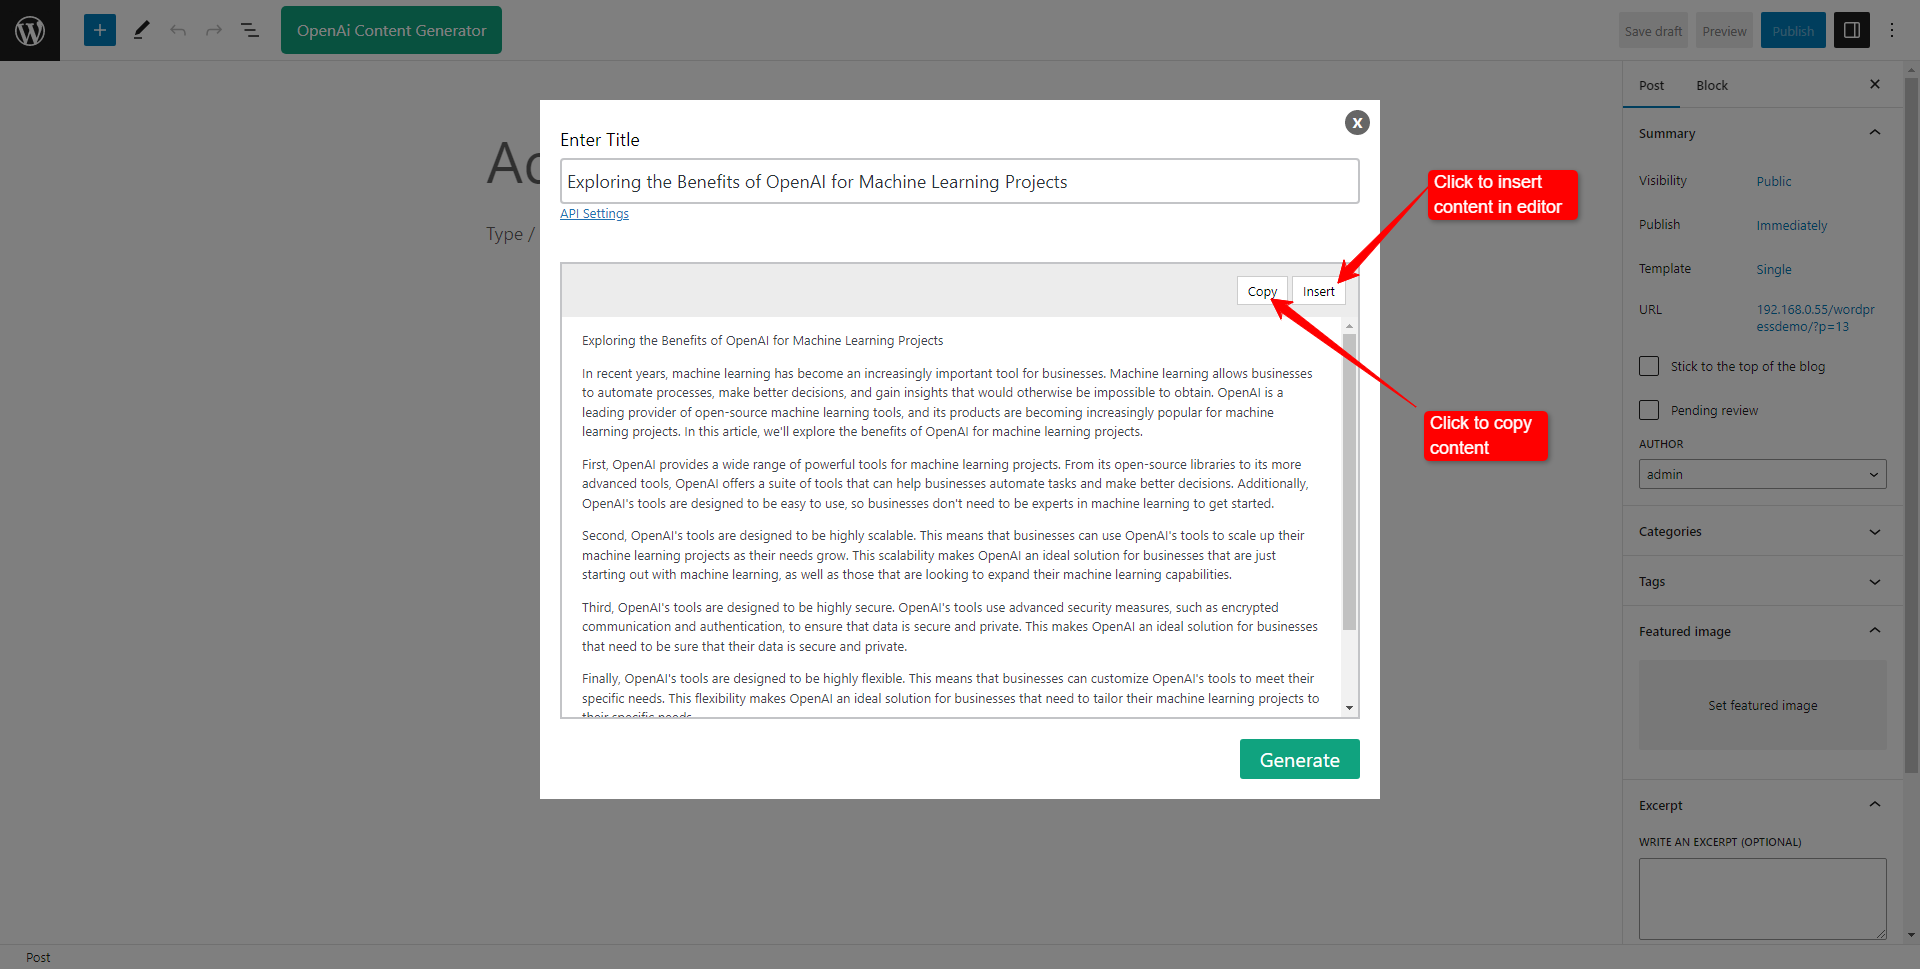 OpenAi Content Generator
Save draft
Preview
Publish
Ac
Type /
Enter Title
X
Exploring the Benefits of OpenAI for Machine Learning Projects
API Settings
Click to insert
content in editor
Copy
Insert
Click to copy
content
Exploring the Benefits of OpenAI for Machine Learning Projects
In recent years, machine learning has become an increasingly important tool for businesses. Machine learning allows businesses
to automate processes, make better decisions, and gain insights that would otherwise be impossible to obtain. OpenAI is a
leading provider of open-source machine learning tools, and its products are becoming increasingly popular for machine
learning projects. In this article, we'll explore the benefits of OpenAI for machine learning projects.
First, OpenAI provides a wide range of powerful tools for machine learning projects. From its open-source libraries to its more
advanced tools, OpenAI offers a suite of tools that can help businesses automate tasks and make better decisions. Additionally,
OpenAI's tools are designed to be easy to use, so businesses don't need to be experts in machine learning to get started.
Second, OpenAI's tools are designed to be highly scalable. This means that businesses can use OpenAI's tools to scale up their
machine learning projects as their needs grow. This scalability makes OpenAI an ideal solution for businesses that are just
starting out with machine learning, as well as those that are looking to expand their machine learning capabilities.
Third, OpenAI's tools are designed to be highly secure. OpenAI's tools use advanced security measures, such as encrypted
communication and authentication, to ensure that data is secure and private. This makes OpenAI an ideal solution for businesses
that need to be sure that their data is secure and private.
Finally, OpenAI's tools are designed to be highly flexible. This means that businesses can customize OpenAI's tools to meet their
specific needs. This flexibility makes OpenAI an ideal solution for businesses that need to tailor their machine learning projects to
their specific needs.
Generate
Post
Block
Summary
Visibility
Public
Publish
Immediately
Template
Single
URL
192.168.0.55/wordpr
essdemo/?p=13
Stick to the top of the blog
Pending review
AUTHOR
admin
Categories
Tags
Featured image
Set featured image
Excerpt
WRITE AN EXCERPT (OPTIONAL)
Post